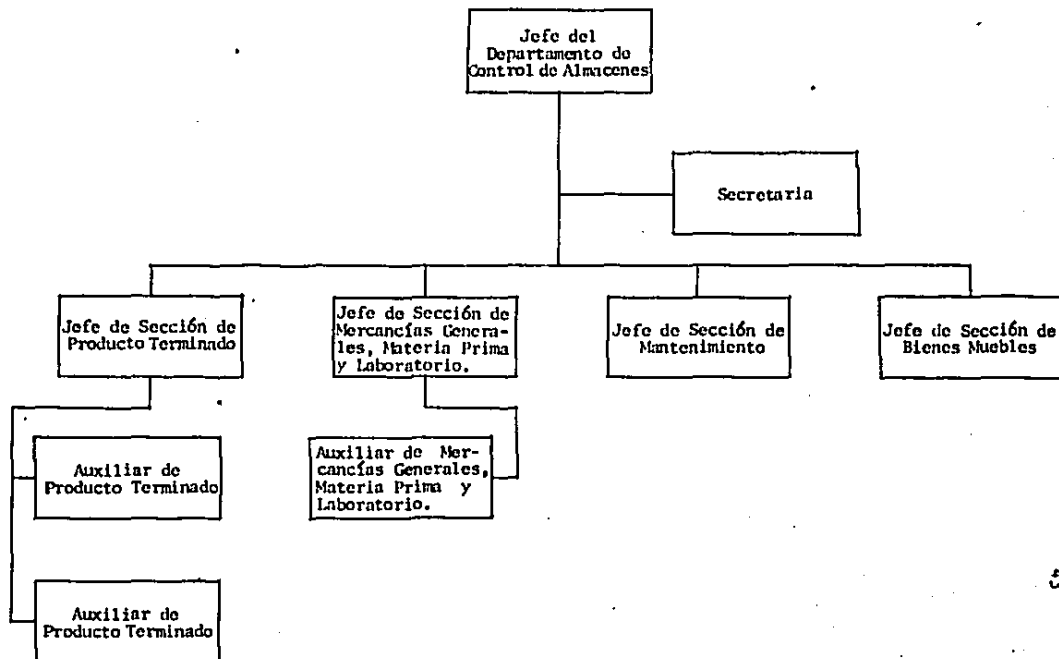 Jefe del
Departamento de
Control de Almacenes
Secretaria
Jefe de Sección de
Producto Terminado
Jefe de Sección de
Mercancías Genera-
les, Materia Prima
y Laboratorio.
Jefe de Sección de
Mantenimiento
Jefe de Sección de
Bienes Muebles
Auxiliar de
Producto Terminado
Auxiliar de Mer-
cancías Generales,
Materia Prima y
Laboratorio.
Auxiliar de
Producto Terminado